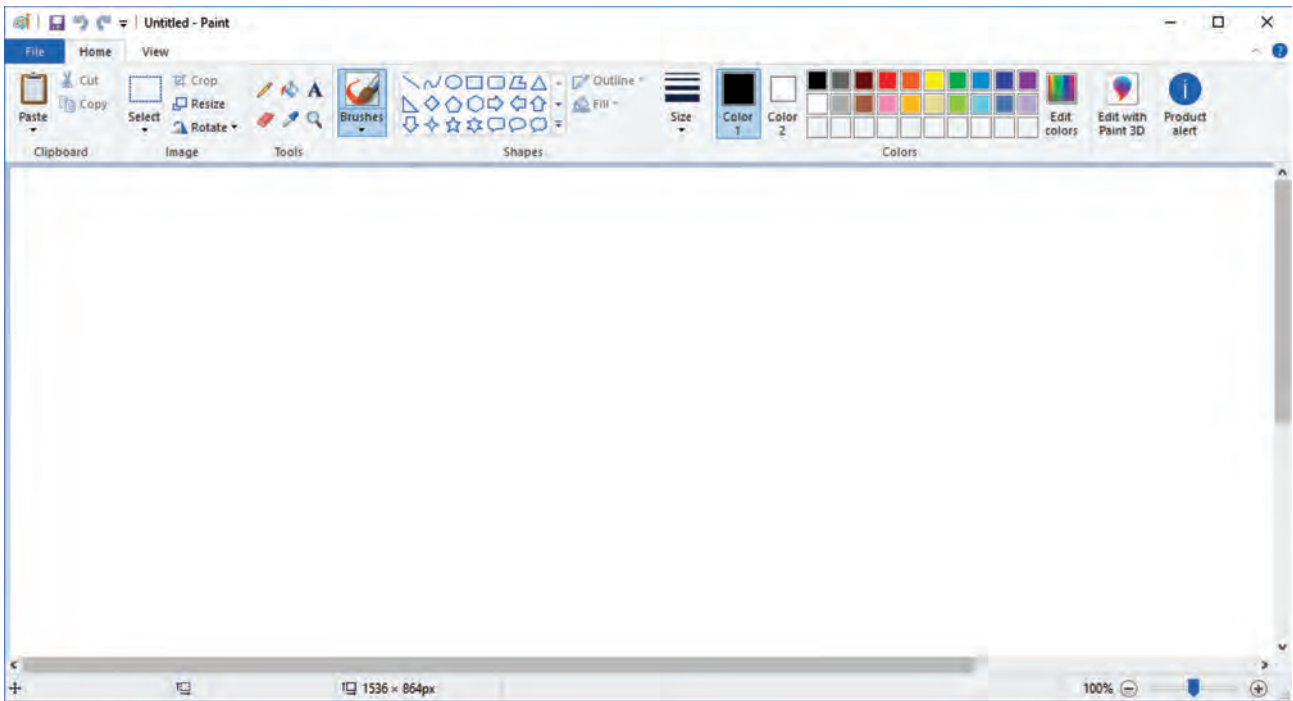 Untitled - Paint
File Home View
Paste
Cut
Copy
Clipboard
Select
Crop
Resize
Rotate
Image
A
Tools
Brushes
Outline
Fill
Shapes
Size
Color 1
Color 2
Edit colors
Colors
Edit with Paint 3D
Product alert
1536 × 864px
100%